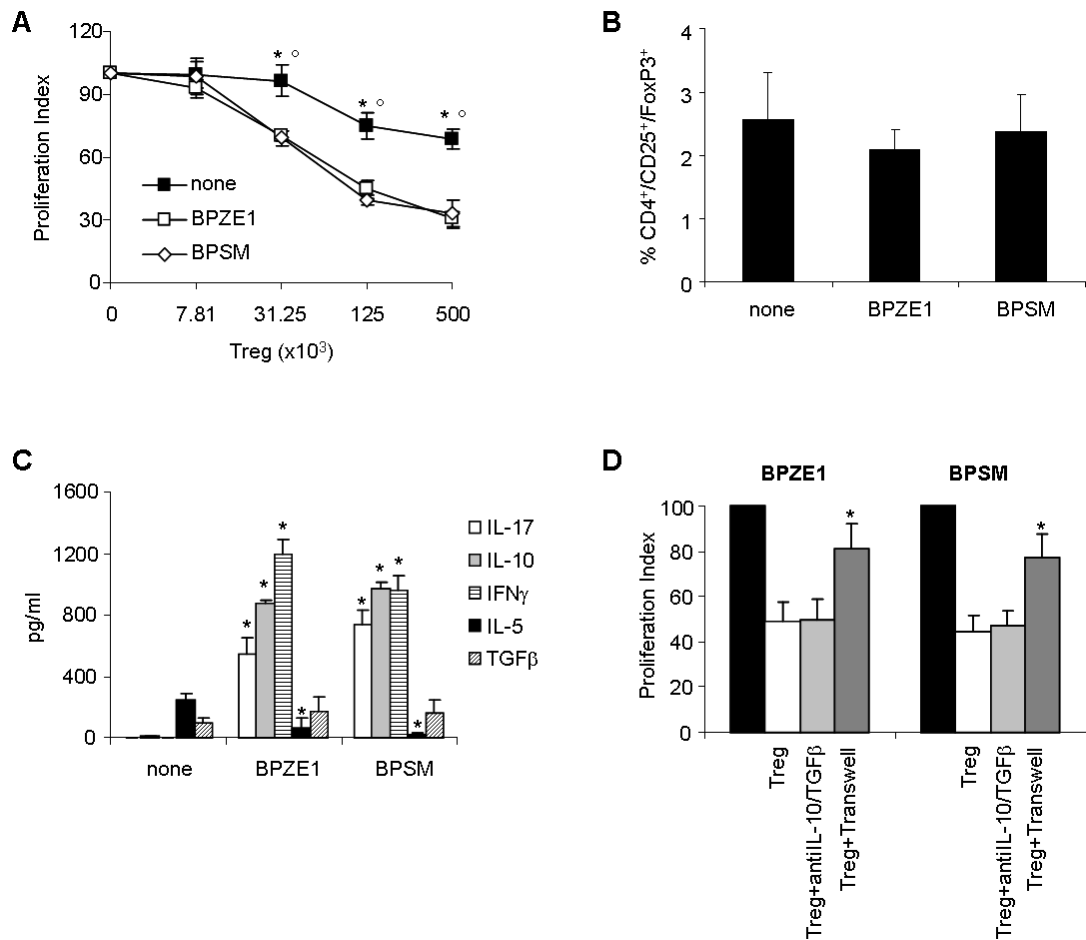 A
Proliferation Index
120
90
60
30
0
* °
* °
* °
none
BPZE1
BPSM
0 7.81 31.25 125 500
Treg (x10³)
B
% CD4⁺/CD25⁺/FoxP3⁺
4
3
2
1
0
none BPZE1 BPSM
C
pg/ml
1600
1200
800
400
0
* * * *
* * * *
none BPZE1 BPSM
IL-17
IL-10
IFNγ
IL-5
TGFβ
D
BPZE1 BPSM
Proliferation Index
100
80
60
40
20
0
* *
Treg
Treg+antiIL-10/TGFβ
Treg+Transwell
Treg
Treg+antiIL-10/TGFβ
Treg+Transwell